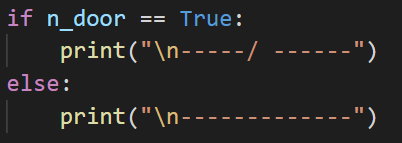 if n_door == True:
    print("\n-----/ ------")
else:
    print("\n-------------")